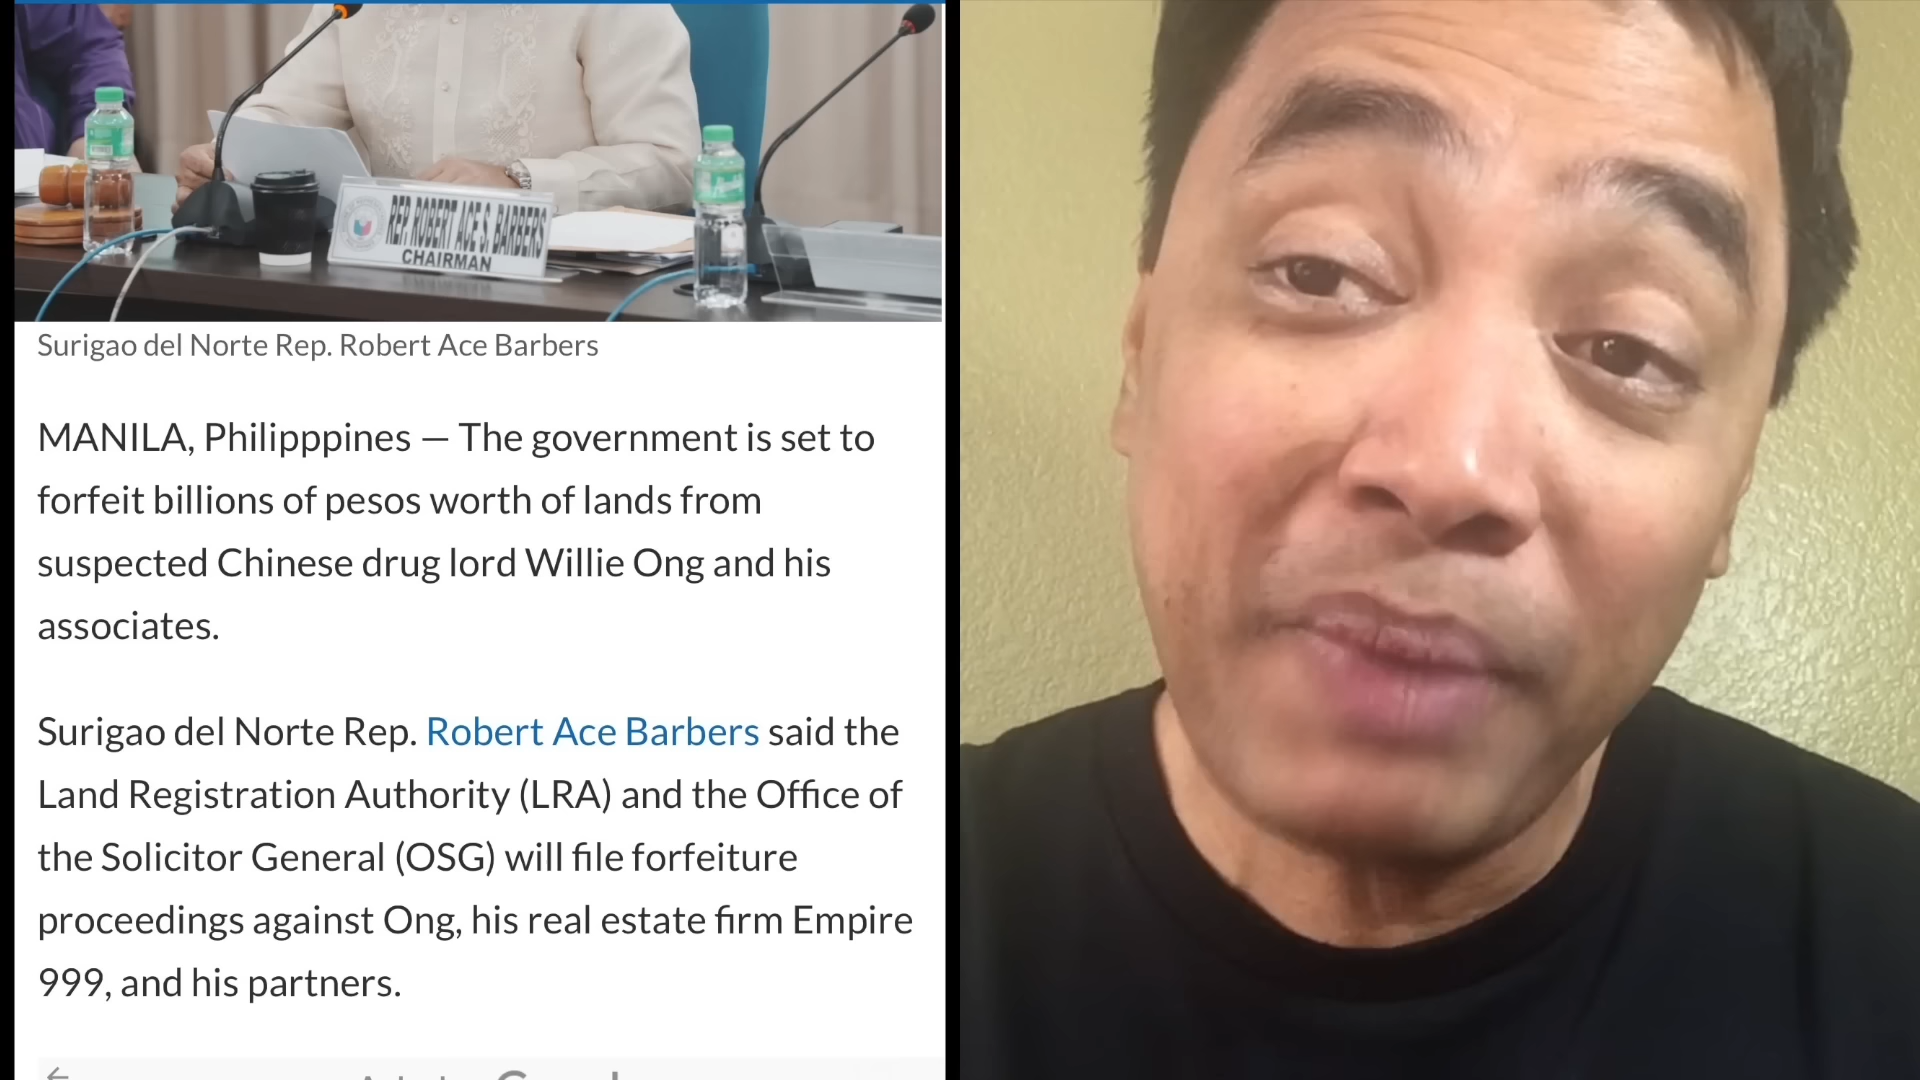 REP. ROBERT ACE S. BARBERS
CHAIRMAN
Surigao del Norte Rep. Robert Ace Barbers
MANILA, Philipppines — The government is set to
forfeit billions of pesos worth of lands from
suspected Chinese drug lord Willie Ong and his
associates.
Surigao del Norte Rep. Robert Ace Barbers said the
Land Registration Authority (LRA) and the Office of
the Solicitor General (OSG) will file forfeiture
proceedings against Ong, his real estate firm Empire
999, and his partners.